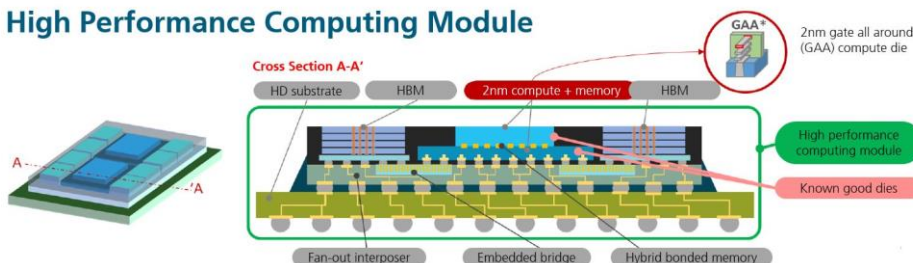 High Performance Computing Module
GAA*
2nm gate all around
(GAA) compute die
Cross Section A-A'
HD substrate
HBM
2nm compute + memory
HBM
High performance
computing module
A
'A
Known good dies
Fan-out interposer
Embedded bridge
Hybrid bonded memory